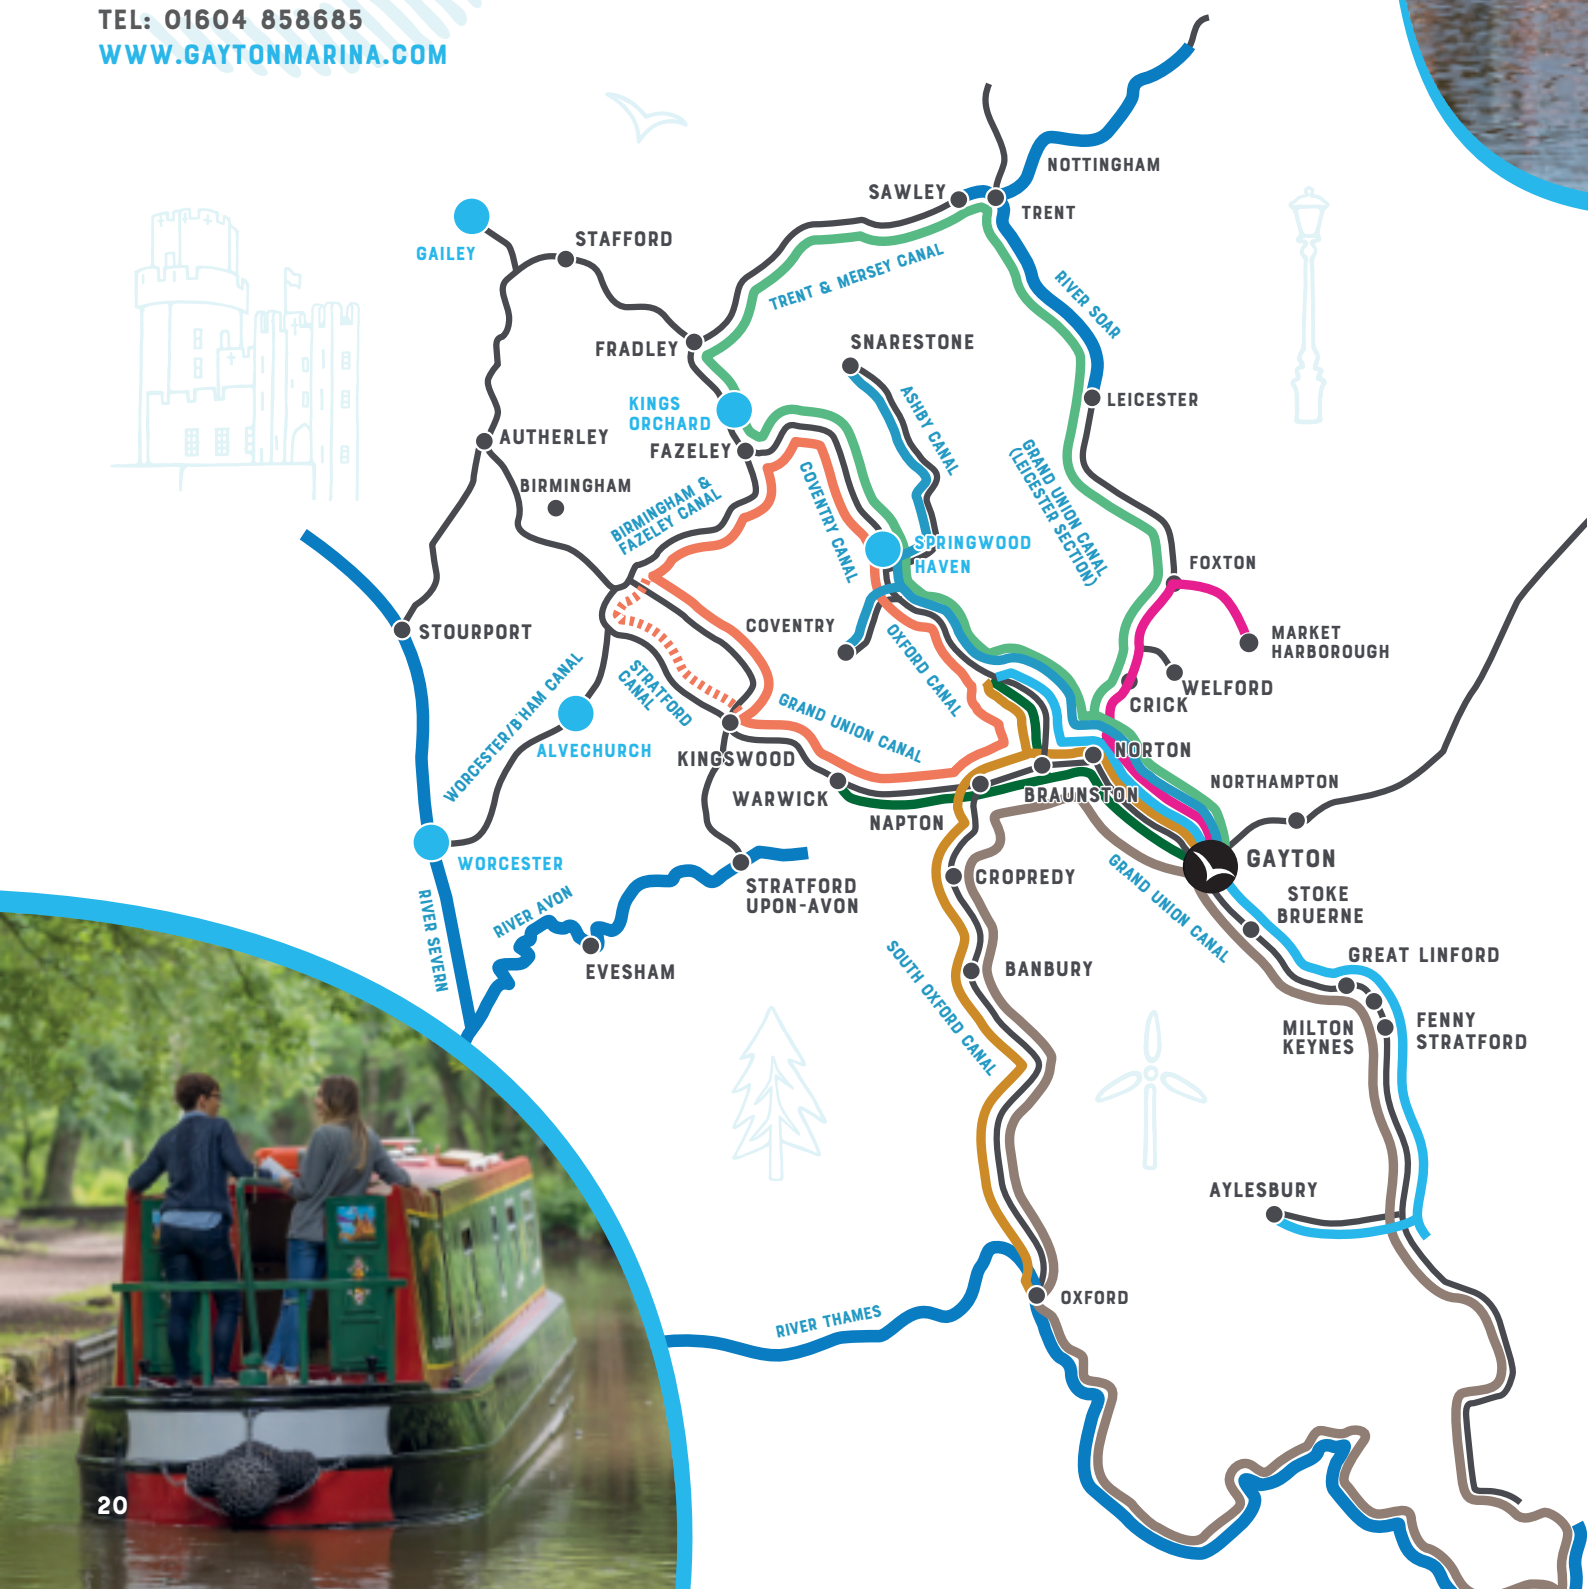 TEL: 01604 858685
WWW.GAYTONMARINA.COM
NOTTINGHAM
SAWLEY
TRENT
STAFFORD
GAILEY
TRENT & MERSEY CANAL
RIVER SOAR
FRADLEY
SNARESTONE
KINGS
ORCHARD
ASHBY CANAL
LEICESTER
AUTHERLEY
FAZELEY
BIRMINGHAM
BIRMINGHAM &
FAZELEY CANAL
COVENTRY CANAL
GRAND UNION CANAL
(LEICESTER SECTION)
SPRINGWOOD
HAVEN
FOXTON
STOURPORT
COVENTRY
OXFORD CANAL
MARKET
HARBOROUGH
WELFORD
CRICK
WORCESTER/B'HAM CANAL
STRATFORD
CANAL
GRAND UNION CANAL
ALVECHURCH
KINGSWOOD
NORTON
WARWICK
BRAUNSTON
NORTHAMPTON
NAPTON
WORCESTER
GAYTON
STRATFORD
UPON-AVON
CROPREDY
GRAND UNION CANAL
STOKE
BRUERNE
RIVER SEVERN
RIVER AVON
EVESHAM
SOUTH OXFORD CANAL
BANBURY
GREAT LINFORD
MILTON
KEYNES
FENNY
STRATFORD
AYLESBURY
OXFORD
RIVER THAMES
20